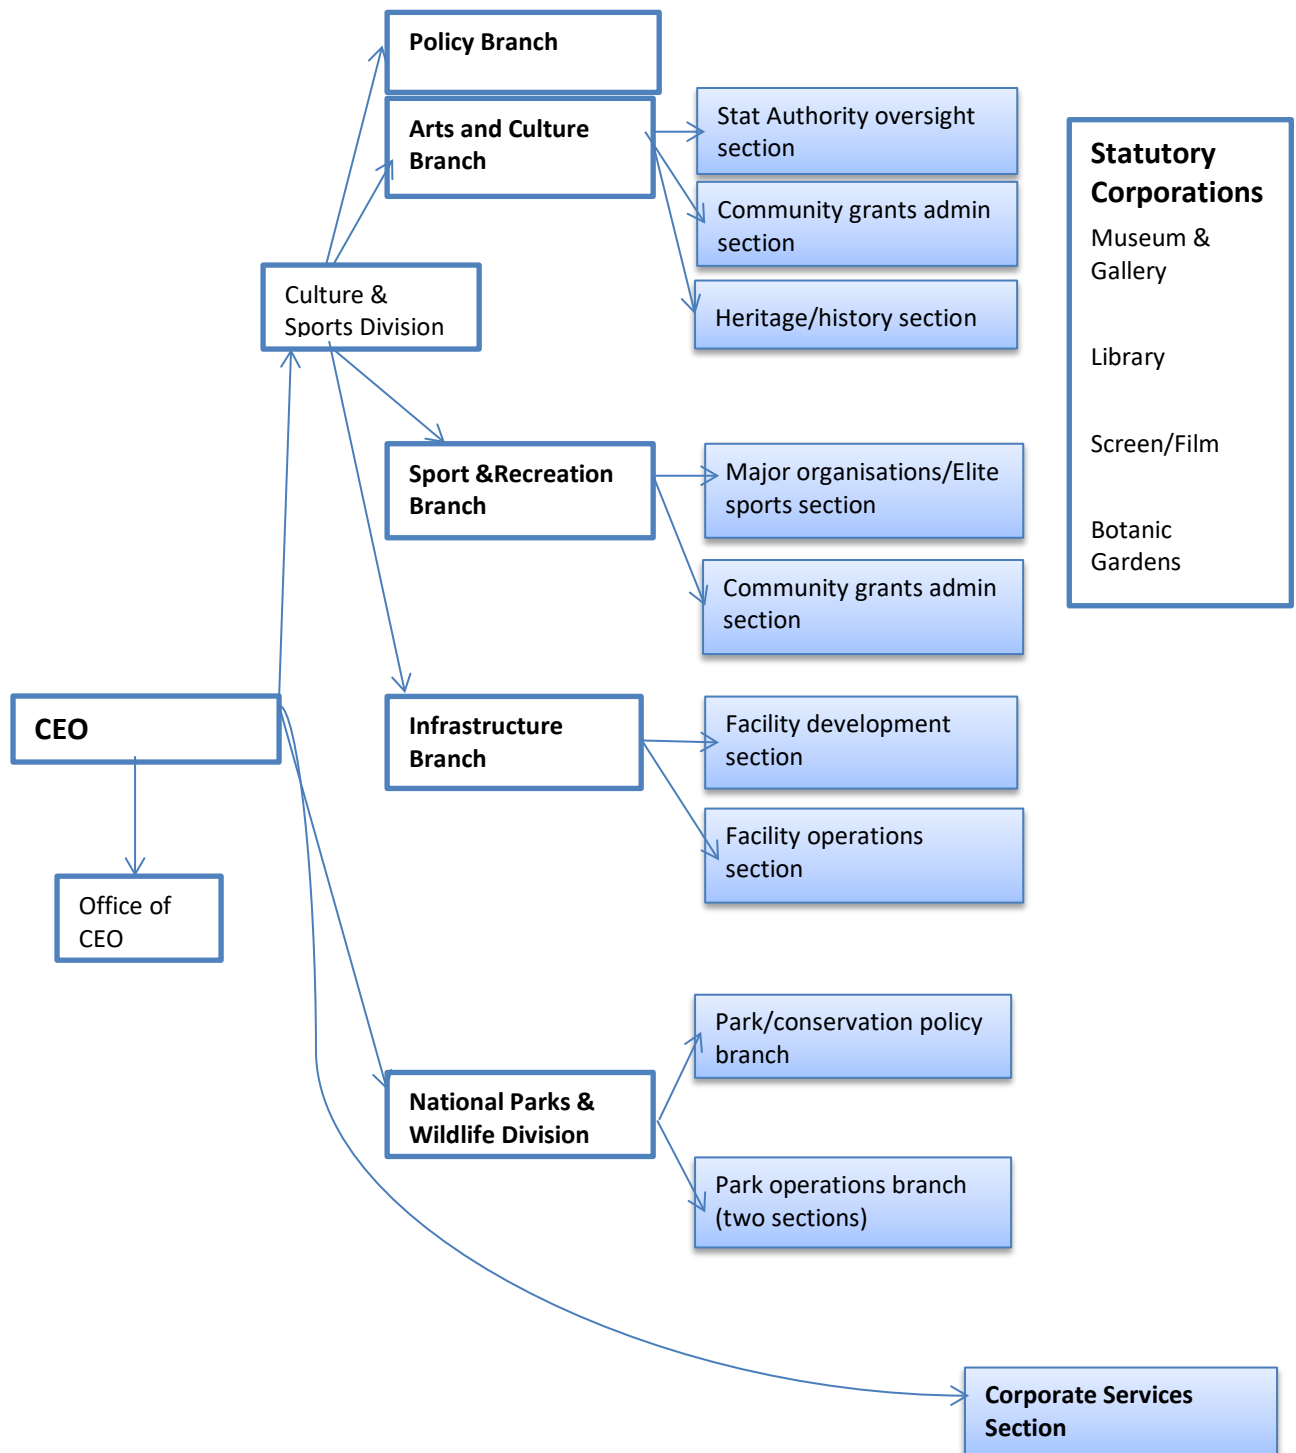 Policy Branch
Arts and Culture
Branch
Stat Authority oversight
section
Community grants admin
section
Heritage/history section
Statutory
Corporations
Museum &
Gallery
Library
Screen/Film
Botanic
Gardens
Culture &
Sports Division
Sport &Recreation
Branch
Major organisations/Elite
sports section
Community grants admin
section
CEO
Infrastructure
Branch
Facility development
section
Facility operations
section
Office of
CEO
Park/conservation policy
branch
National Parks &
Wildlife Division
Park operations branch
(two sections)
Corporate Services
Section